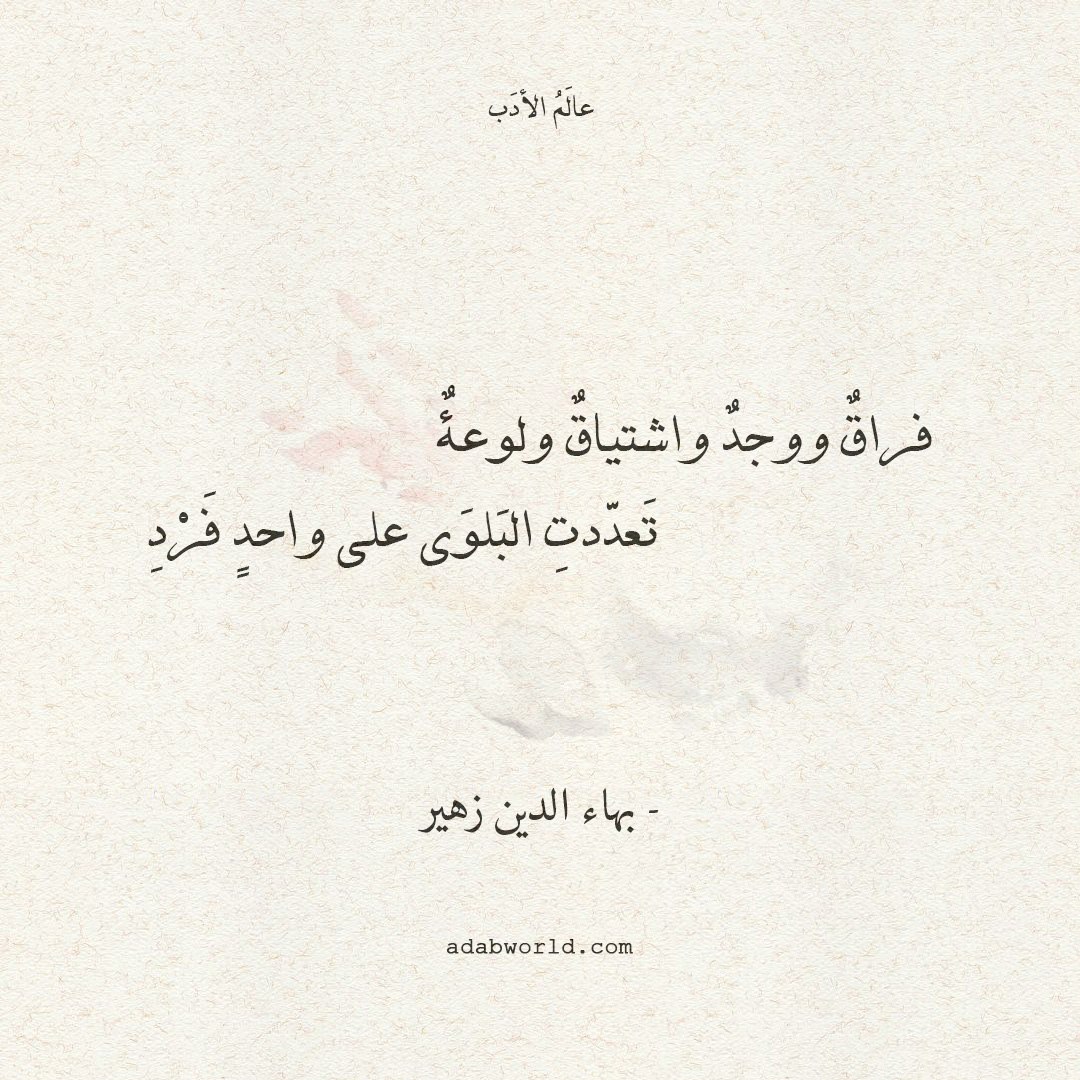 عالَمُ الأدَب
فراقٌ ووجدٌ واشتياقٌ ولوعةٌ
تَعدّدتِ البَلوَى على واحدٍ فَرْدِ
- بهاء الدين زهير
adabworld.com